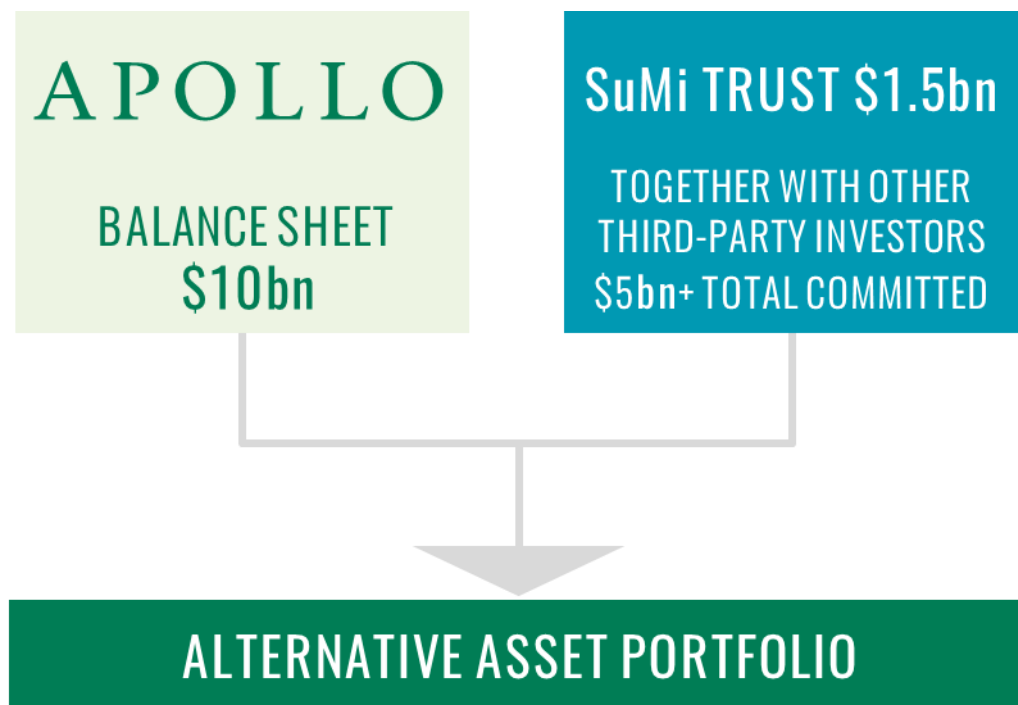 APOLLO
BALANCE SHEET
$10bn
SuMi TRUST $1.5bn
TOGETHER WITH OTHER
THIRD-PARTY INVESTORS
$5bn+ TOTAL COMMITTED
ALTERNATIVE ASSET PORTFOLIO